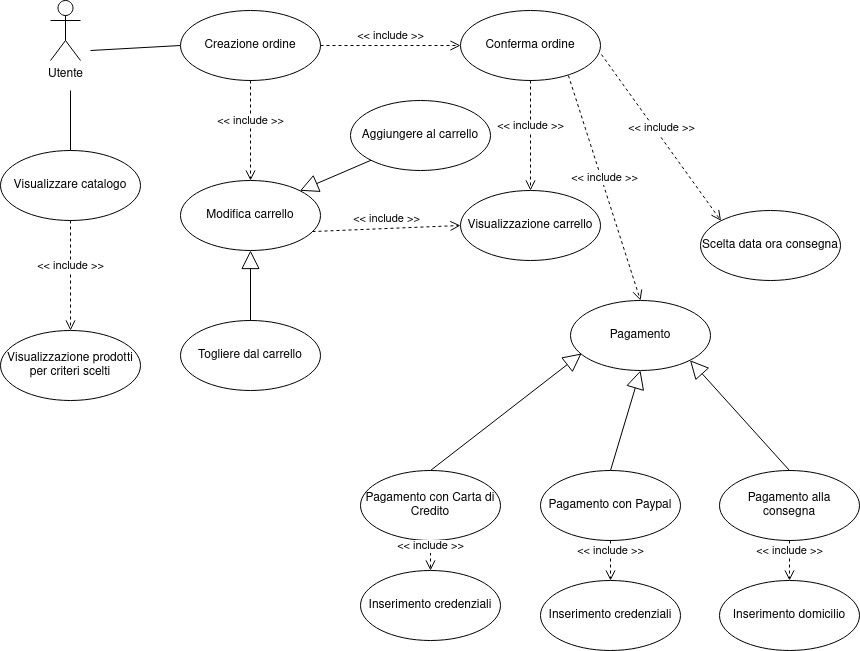 Utente
Creazione ordine
<< include >>
Conferma ordine
<< include >>
Aggiungere al carrello
<< include >>
<< include >>
Visualizzare catalogo
<< include >>
Modifica carrello
<< include >>
Visualizzazione carrello
Scelta data ora consegna
<< include >>
Visualizzazione prodotti
per criteri scelti
Togliere dal carrello
Pagamento
Pagamento con Carta di
Credito
Pagamento con Paypal
Pagamento alla
consegna
<< include >>
<< include >>
<< include >>
Inserimento credenziali
Inserimento credenziali
Inserimento domicilio